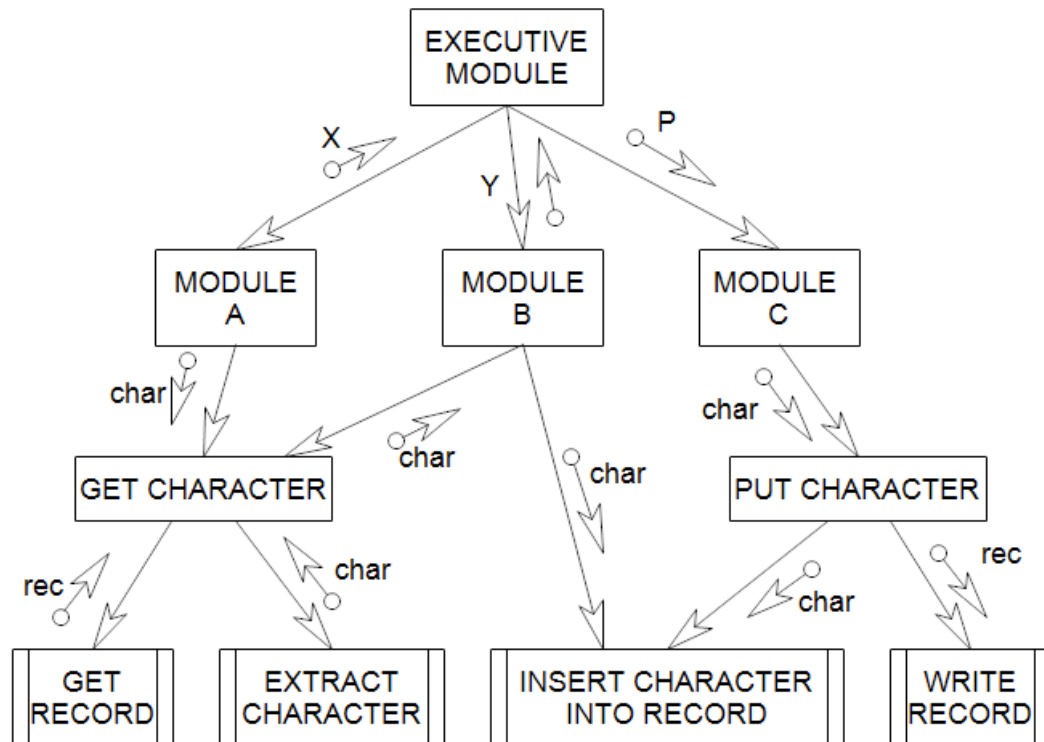 EXECUTIVE
MODULE
X
P
Y
MODULE
A
MODULE
B
MODULE
C
char
char
char
char
GET CHARACTER
PUT CHARACTER
rec
char
char
rec
GET
RECORD
EXTRACT
CHARACTER
INSERT CHARACTER
INTO RECORD
WRITE
RECORD